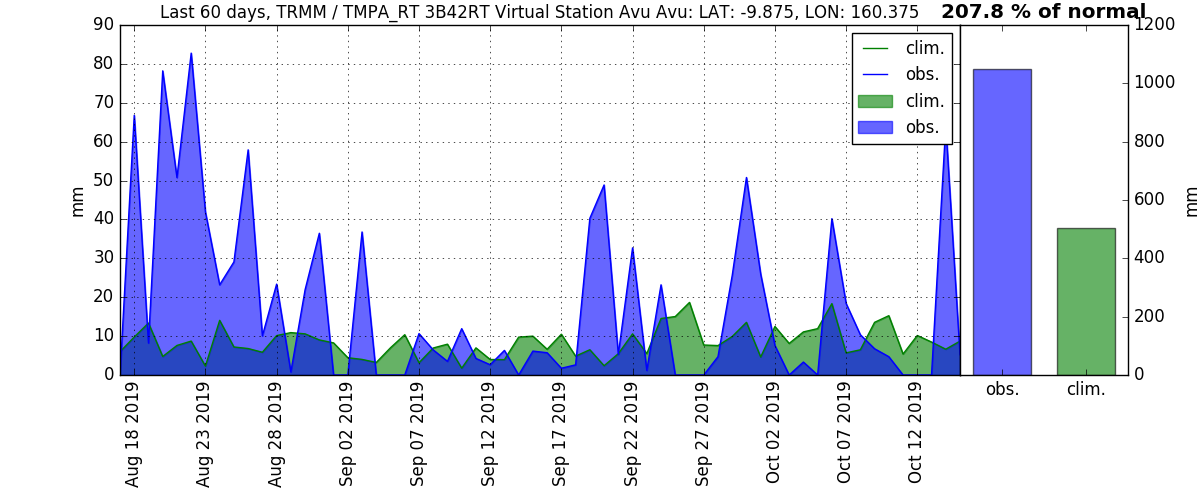 Last 60 days, TRMM / TMPA_RT 3B42RT Virtual Station Avu Avu: LAT: -9.875, LON: 160.375
207.8 % of normal
90
80
70
60
50
40
30
20
10
0
mm
clim.
obs.
clim.
obs.
1200
1000
800
600
400
200
0
mm
Aug 18 2019
Aug 23 2019
Aug 28 2019
Sep 02 2019
Sep 07 2019
Sep 12 2019
Sep 17 2019
Sep 22 2019
Sep 27 2019
Oct 02 2019
Oct 07 2019
Oct 12 2019
obs.
clim.